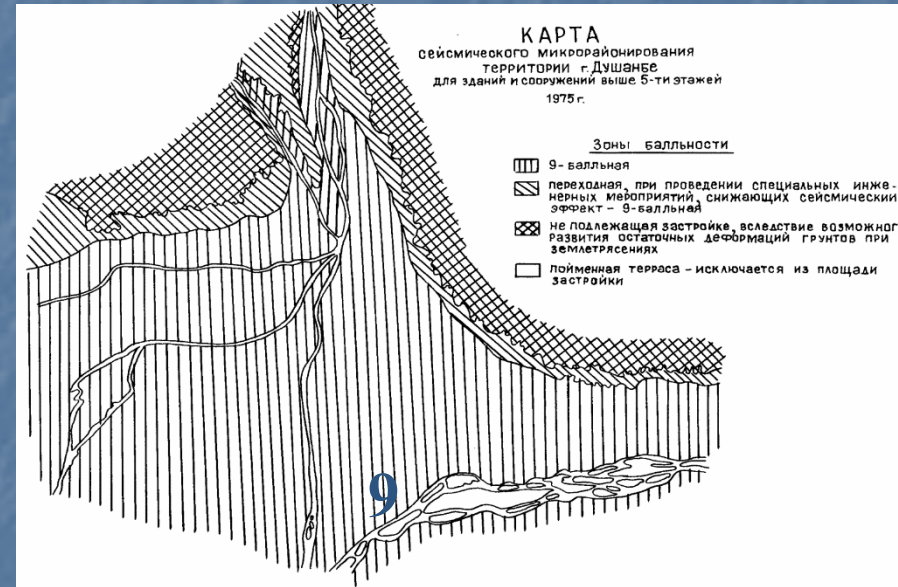 КАРТА
СЕЙСМИЧЕСКОГО МИКРОРАЙОНИРОВАНИЯ
ТЕРРИТОРИИ г. ДУШАНБЕ
ДЛЯ ЗДАНИЙ И СООРУЖЕНИЙ ВЫШЕ 5-ТИ ЭТАЖЕЙ
1975 г.
Зоны балльности
9-балльная
переходная, при проведении специальных инже-
нерных мероприятий, снижающих сейсмический
эффект - 9-балльная
не подлежащая застройке, вследствие возможног
развития остаточных деформаций грунтов при
землетрясениях
пойменная терраса - исключается из площади
застройки
9